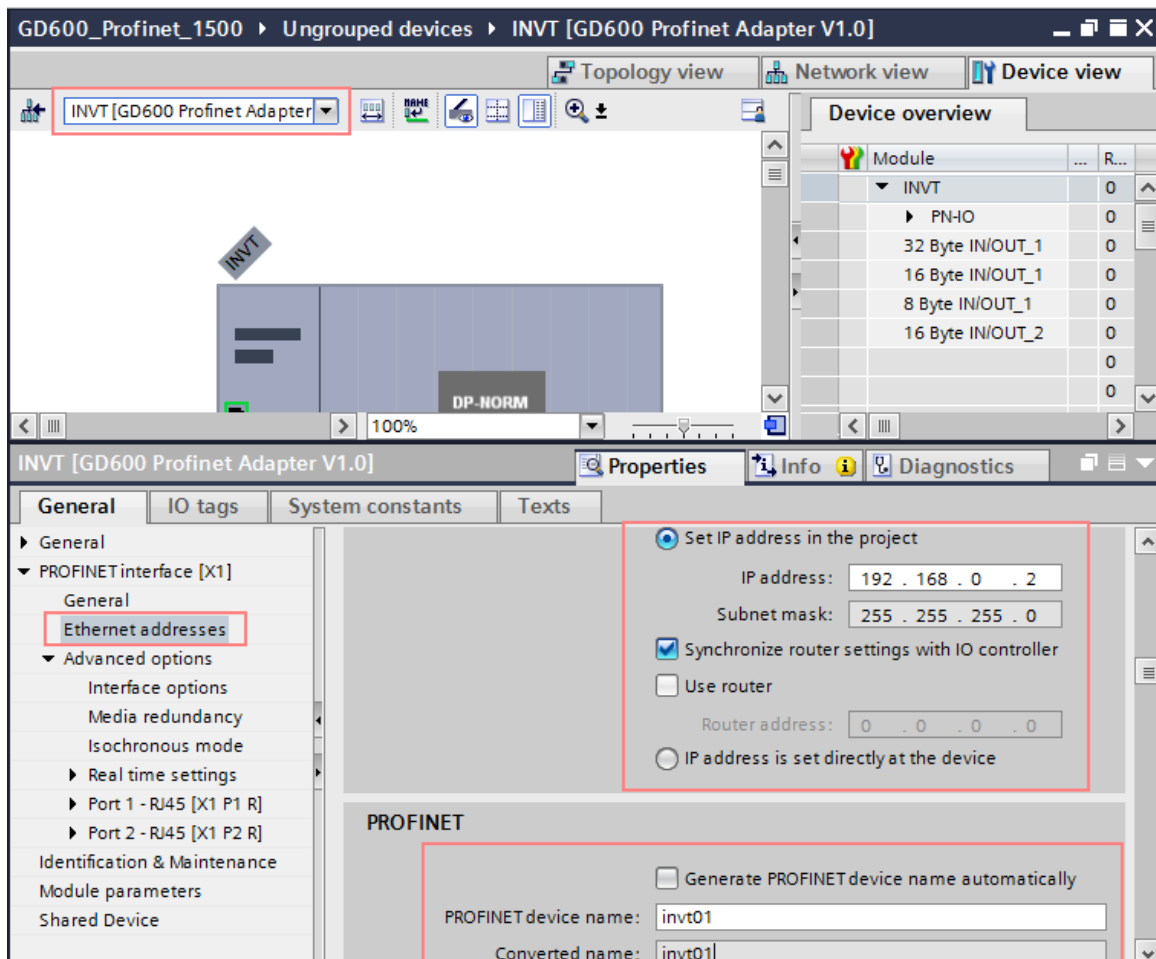 GD600_Profinet_1500 ▸ Ungrouped devices ▸ INVT [GD600 Profinet Adapter V1.0]
Topology view Network view Device view
INVT [GD600 Profinet Adapter
NAME
Device overview
Module ... R...
INVT 0
PN-IO 0
32 Byte IN/OUT_1 0
16 Byte IN/OUT_1 0
8 Byte IN/OUT_1 0
16 Byte IN/OUT_2 0
0
0
INVT
DP-NORM
100%
INVT [GD600 Profinet Adapter V1.0]
Properties Info Diagnostics
General IO tags System constants Texts
General
PROFINET interface [X1]
General
Ethernet addresses
Advanced options
Interface options
Media redundancy
Isochronous mode
Real time settings
Port 1 - RJ45 [X1 P1 R]
Port 2 - RJ45 [X1 P2 R]
Identification & Maintenance
Module parameters
Shared Device
Set IP address in the project
IP address: 192 . 168 . 0 . 2
Subnet mask: 255 . 255 . 255 . 0
Synchronize router settings with IO controller
Use router
Router address: 0 . 0 . 0 . 0
IP address is set directly at the device
PROFINET
Generate PROFINET device name automatically
PROFINET device name: invt01
Converted name: invt01